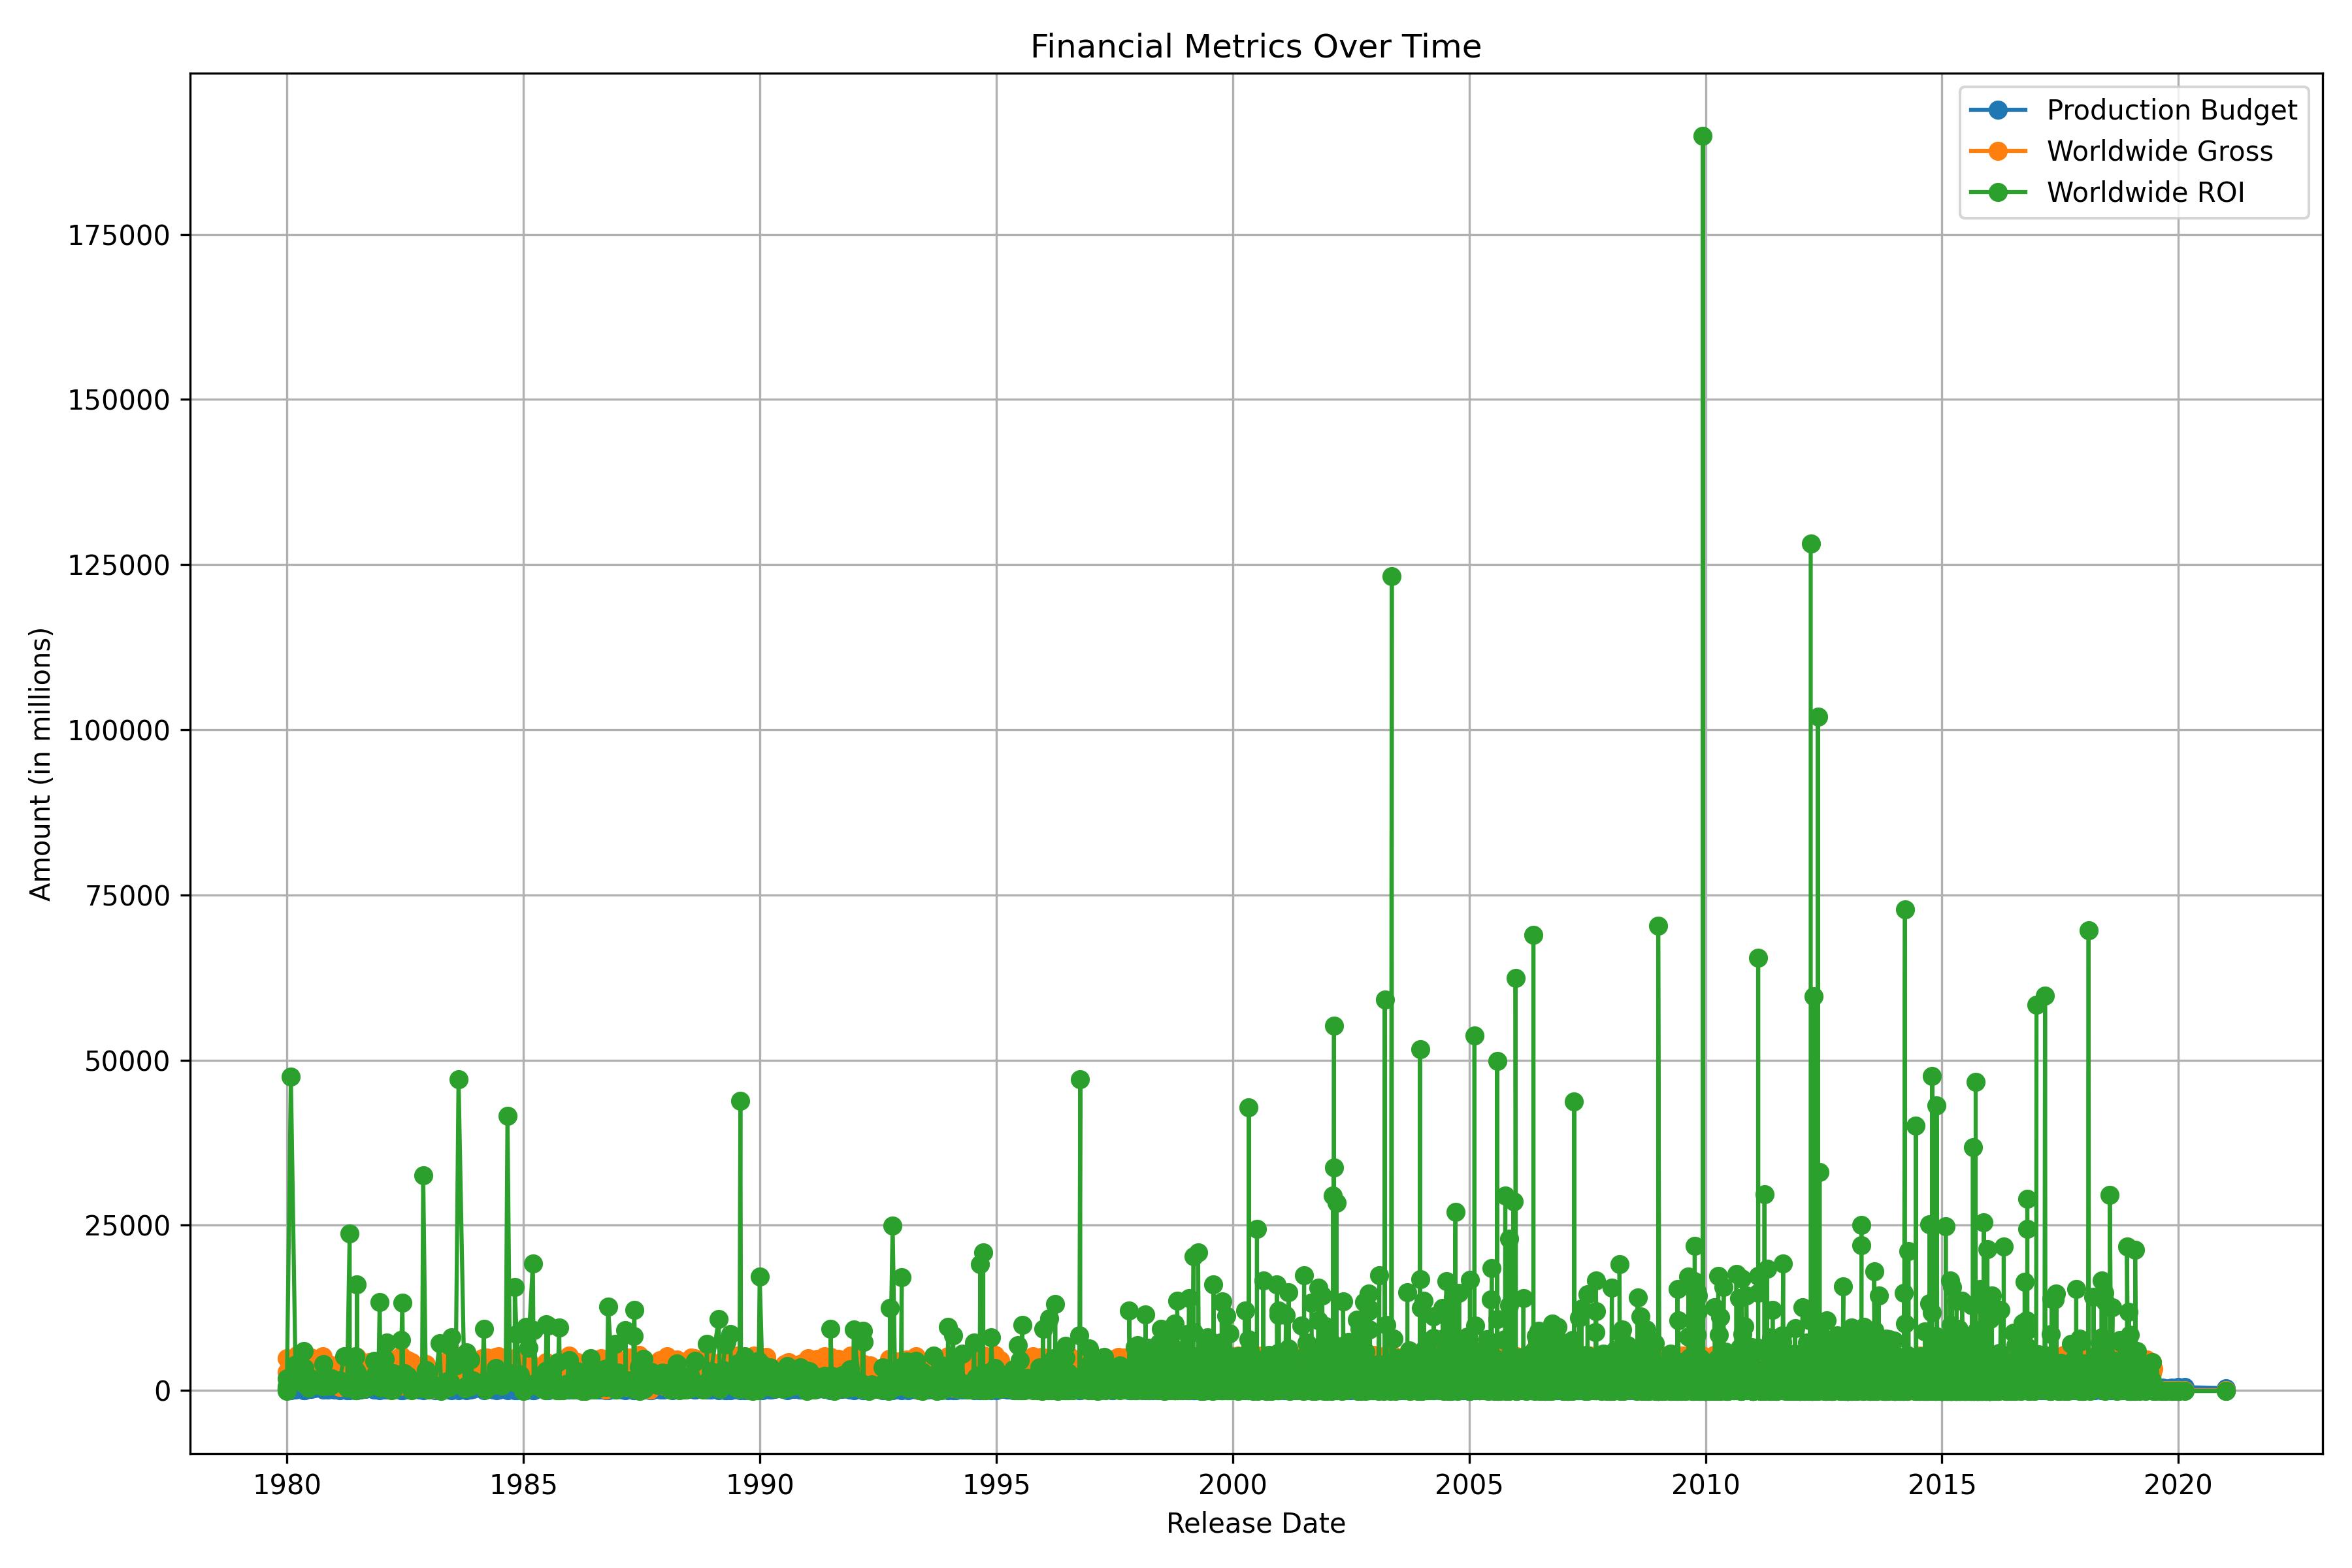 Financial Metrics Over Time
Production Budget
Worldwide Gross
Worldwide ROI
175000
150000
125000
100000
75000
50000
25000
0
Amount (in millions)
1980 1985 1990 1995 2000 2005 2010 2015 2020
Release Date